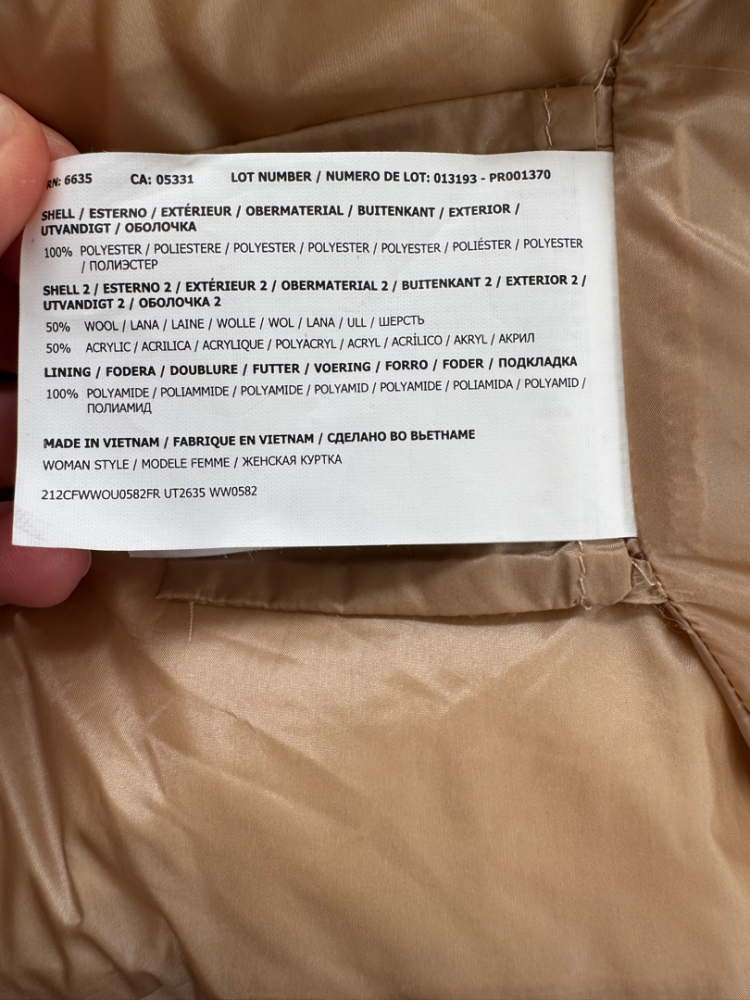 RN: 6635 CA: 05331 LOT NUMBER / NUMERO DE LOT: 013193 - PR001370
SHELL / ESTERNO / EXTÉRIEUR / OBERMATERIAL / BUITENKANT / EXTERIOR /
UTVANDIGT / ОБОЛОЧКА
100% POLYESTER / POLIESTERE / POLYESTER / POLYESTER / POLYESTER / POLIÉSTER / POLYESTER
/ ПОЛИЭСТЕР
SHELL 2 / ESTERNO 2 / EXTÉRIEUR 2 / OBERMATERIAL 2 / BUITENKANT 2 / EXTERIOR 2 /
UTVANDIGT 2 / ОБОЛОЧКА 2
50% WOOL / LANA / LAINE / WOLLE / WOL / LANA / ULL / ШЕРСТЬ
50% ACRYLIC / ACRILICA / ACRYLIQUE / POLYACRYL / ACRYL / ACRÍLICO / AKRYL / АКРИЛ
LINING / FODERA / DOUBLURE / FUTTER / VOERING / FORRO / FODER / ПОДКЛАДКА
100% POLYAMIDE / POLIAMMIDE / POLYAMIDE / POLYAMID / POLYAMIDE / POLIAMIDA / POLYAMID /
ПОЛИАМИД
MADE IN VIETNAM / FABRIQUE EN VIETNAM / СДЕЛАНО ВО ВЬЕТНАМЕ
WOMAN STYLE / MODELE FEMME / ЖЕНСКАЯ КУРТКА
212CFWWOU0582FR UT2635 WW0582